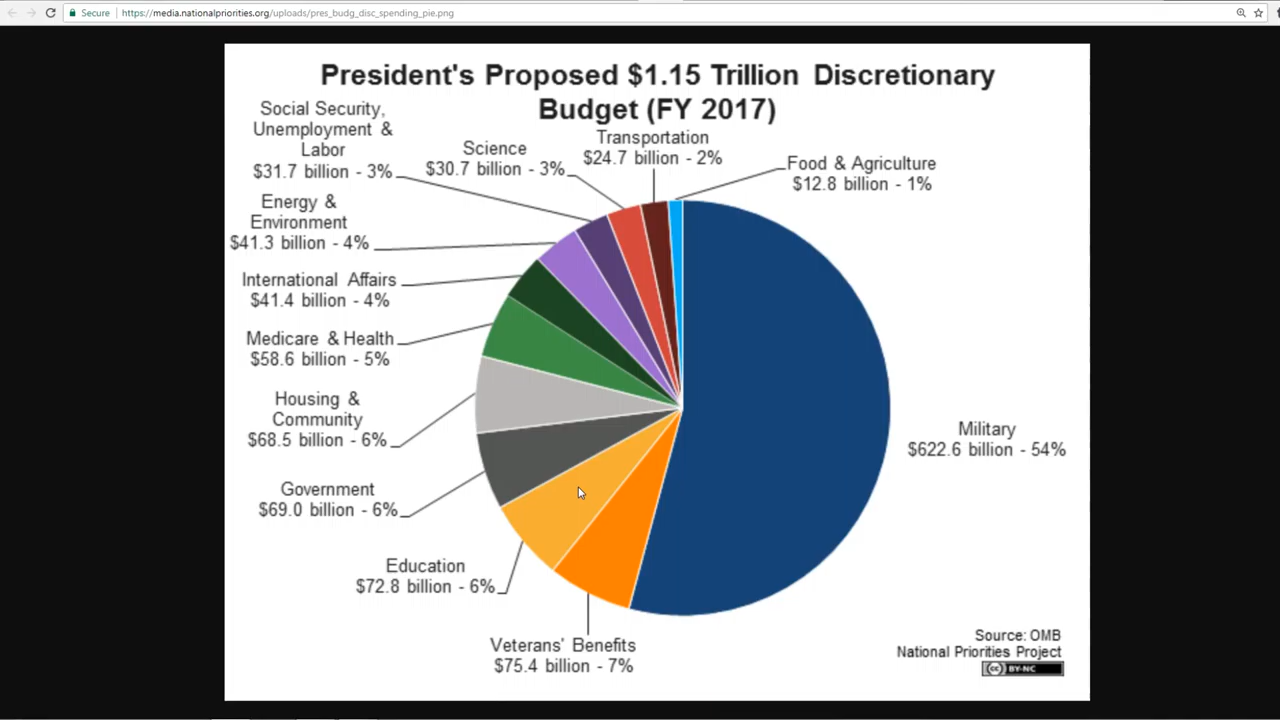 Secure
https://media.nationalpriorities.org/uploads/pres_budg_disc_spending_pie.png
President's Proposed $1.15 Trillion Discretionary
Budget (FY 2017)
Social Security,
Unemployment &
Labor
$31.7 billion - 3%
Science
$30.7 billion - 3%
Transportation
$24.7 billion - 2%
Food & Agriculture
$12.8 billion - 1%
Energy &
Environment
$41.3 billion - 4%
International Affairs
$41.4 billion - 4%
Medicare & Health
$58.6 billion - 5%
Housing &
Community
$68.5 billion - 6%
Military
$622.6 billion - 54%
Government
$69.0 billion - 6%
Education
$72.8 billion - 6%
Veterans' Benefits
$75.4 billion - 7%
Source: OMB
National Priorities Project
cc BY-NC